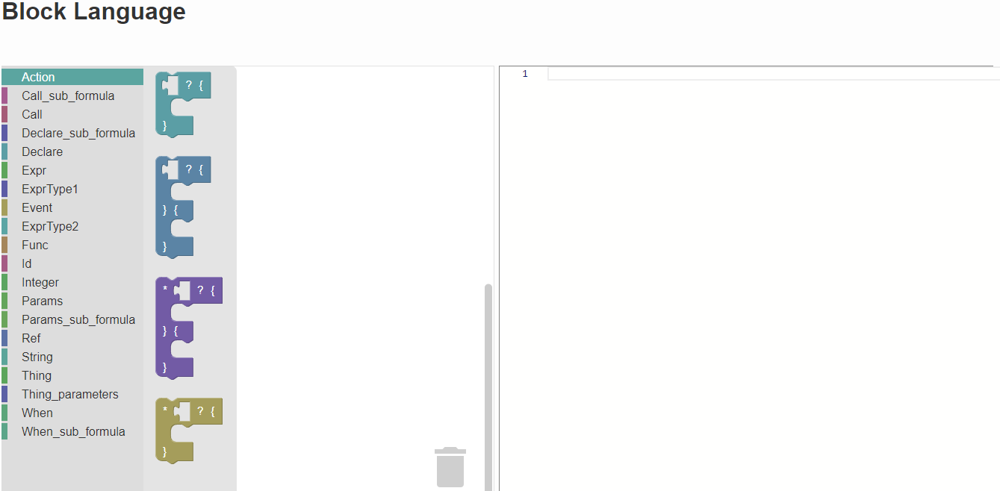 Block Language
Action
Call_sub_formula
Call
Declare_sub_formula
Declare
Expr
ExprType1
Event
ExprType2
Func
Id
Integer
Params
Params_sub_formula
Ref
String
Thing
Thing_parameters
When
When_sub_formula
? {
}
? {
} {
}
* ? {
} {
}
* ? {
}
1